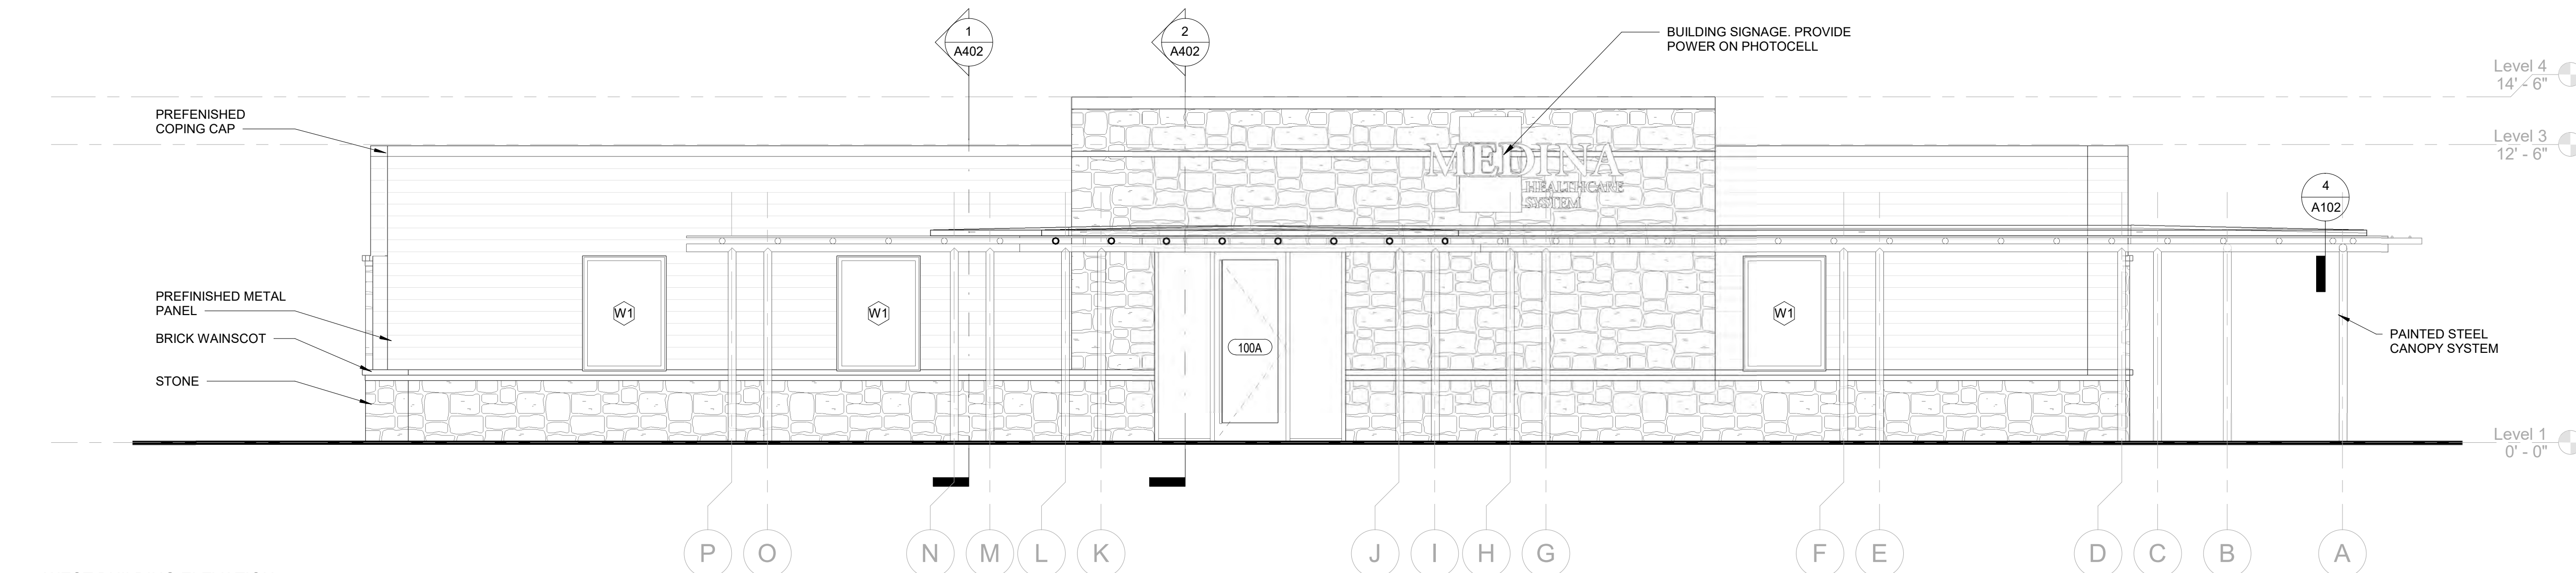 1
A402
2
A402
BUILDING SIGNAGE. PROVIDE
POWER ON PHOTOCELL
Level 4
14' - 6"
PREFENISHED
COPING CAP
Level 3
12' - 6"
MEDINA
HEALTHCARE
SYSTEM
4
A102
PREFINISHED METAL
PANEL
W1
W1
W1
BRICK WAINSCOT
100A
PAINTED STEEL
CANOPY SYSTEM
STONE
Level 1
0' - 0"
P
O
N
M
L
K
J
I
H
G
F
E
D
C
B
A